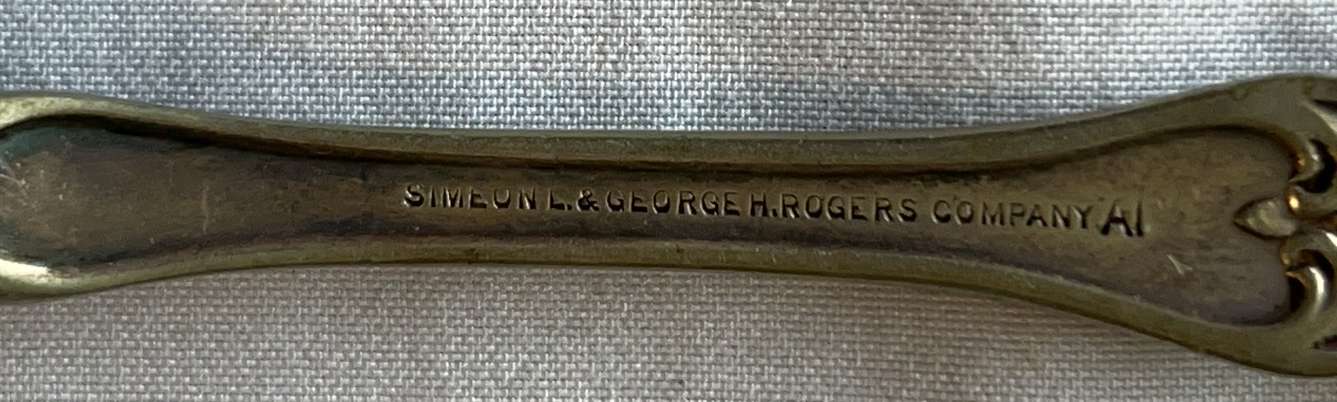 SIMEON L. & GEORGE H. ROGERS COMPANY A1